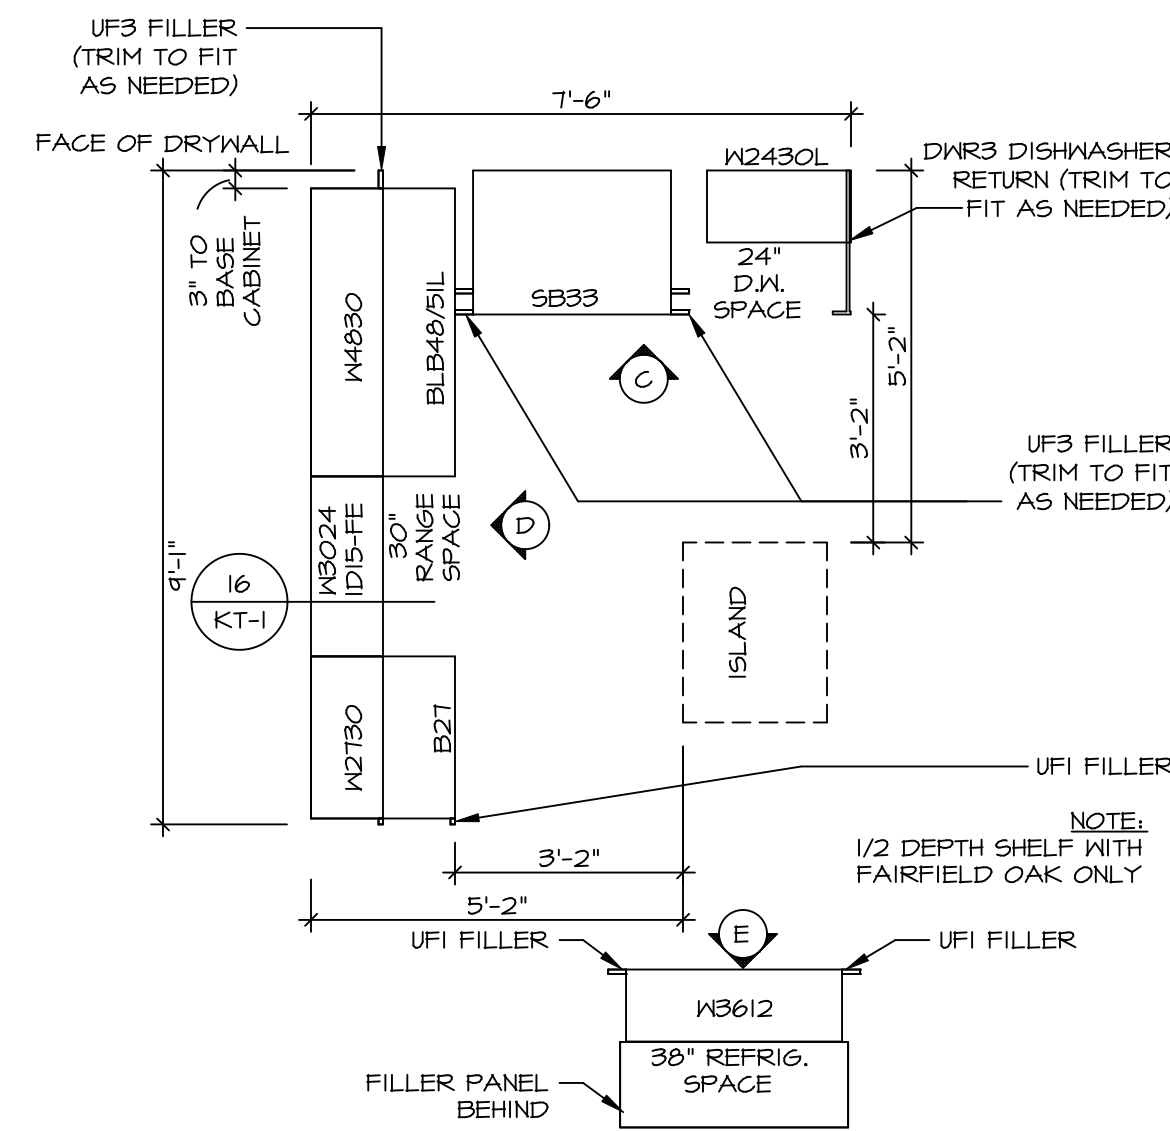 UF3 FILLER
(TRIM TO FIT
AS NEEDED)
7'-6"
FACE OF DRYWALL
W2430L
DWR3 DISHWASHER
RETURN (TRIM TO
FIT AS NEEDED)
3" TO
BASE
CABINET
W4830
BLB48/51L
SB33
24"
D.W.
SPACE
C
5'-2"
3'-2"
UF3 FILLER
(TRIM TO FIT
AS NEEDED)
9'-1"
16
KT-1
W3024
1D15-FE
30"
RANGE
SPACE
D
ISLAND
W2730
B27
UF1 FILLER
NOTE:
1/2 DEPTH SHELF WITH
FAIRFIELD OAK ONLY
3'-2"
5'-2"
UF1 FILLER
E
UF1 FILLER
W3612
38" REFRIG.
SPACE
FILLER PANEL
BEHIND